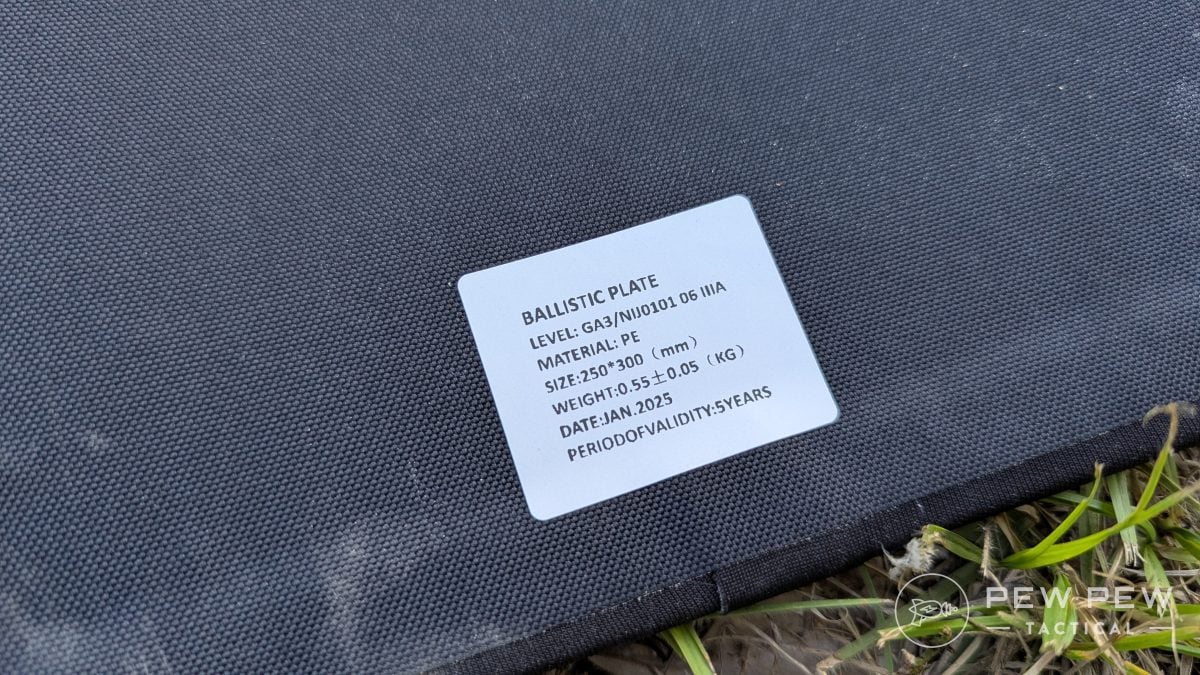 BALLISTIC PLATE
LEVEL: GA3/NIJ0101 06 IIIA
MATERIAL: PE
SIZE:250*300（mm）
WEIGHT:0.55±0.05（KG）
DATE:JAN.2025
PERIODOFVALIDITY:5YEARS
PEW PEW
TACTICAL